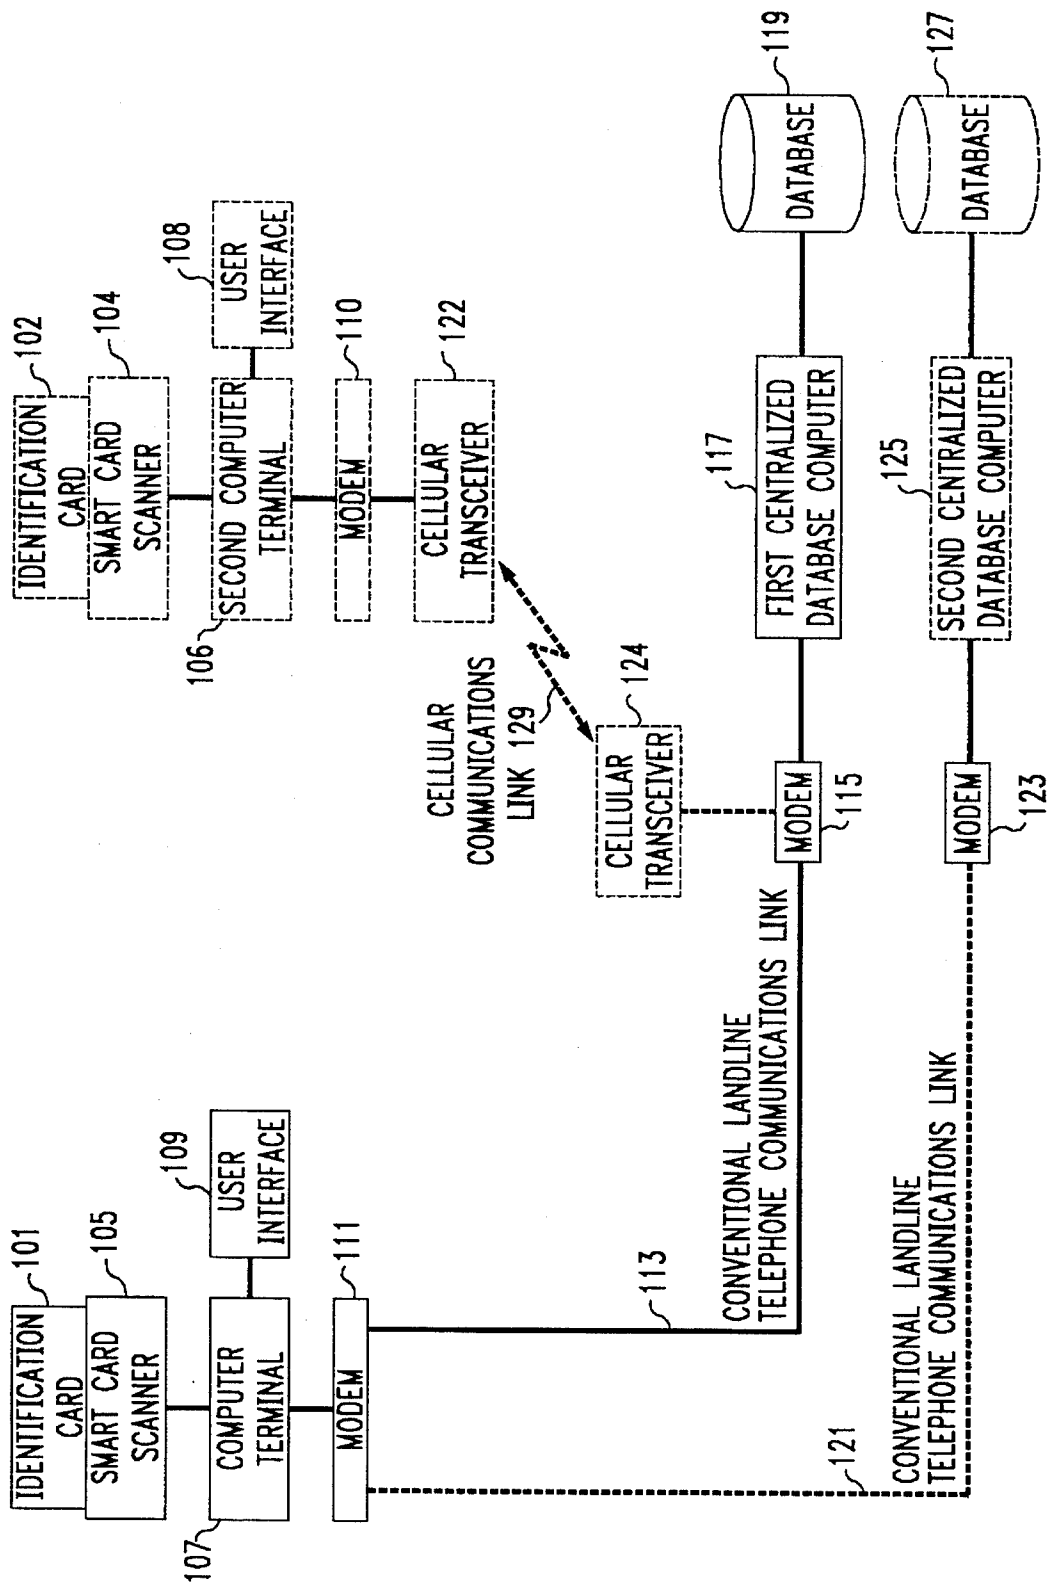 IDENTIFICATION
CARD
101
SMART CARD
SCANNER
105
COMPUTER
TERMINAL
107
USER
INTERFACE
109
MODEM
111
113
CONVENTIONAL LANDLINE
TELEPHONE COMMUNICATIONS LINK
121
CONVENTIONAL LANDLINE
TELEPHONE COMMUNICATIONS LINK
IDENTIFICATION
CARD
102
SMART CARD
SCANNER
104
SECOND COMPUTER
TERMINAL
106
USER
INTERFACE
108
MODEM
110
CELLULAR
TRANSCEIVER
122
CELLULAR
COMMUNICATIONS
LINK 129
CELLULAR
TRANSCEIVER
124
MODEM
115
FIRST CENTRALIZED
DATABASE COMPUTER
117
DATABASE
119
MODEM
123
SECOND CENTRALIZED
DATABASE COMPUTER
125
DATABASE
127